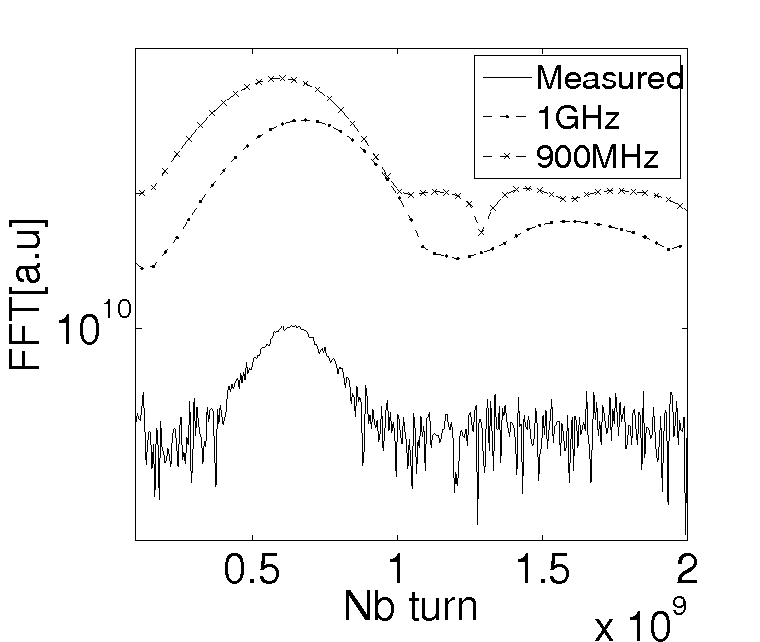 Measured
1GHz
900MHz
FFT[a.u]
10^10
0.5 1 1.5 2
Nb turn
x 10^9